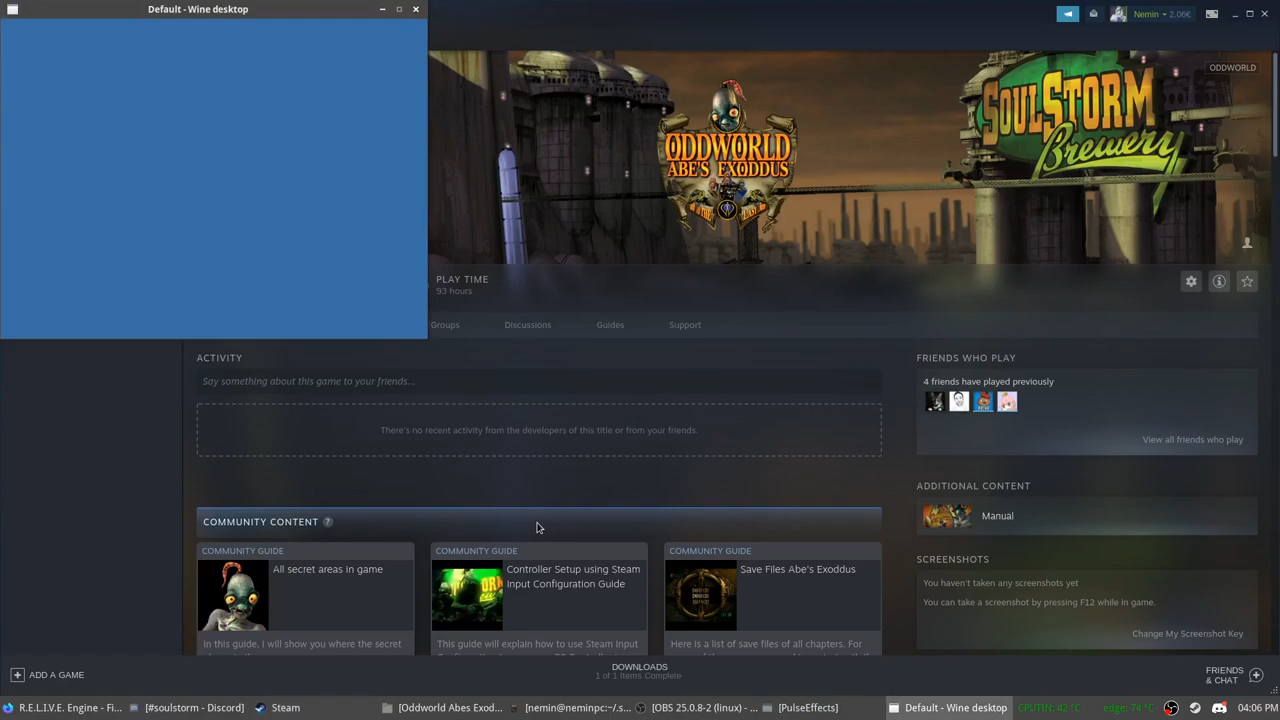 Default - Wine desktop
Nemin
2.06€
ODDWORLD
ODDWORLD
ABE'S EXODDUS
SOULSTORM
Brewery
PLAY TIME
93 hours
Groups
Discussions
Guides
Support
ACTIVITY
Say something about this game to your friends...
There's no recent activity from the developers of this title or from your friends.
FRIENDS WHO PLAY
4 friends have played previously
View all friends who play
ADDITIONAL CONTENT
Manual
SCREENSHOTS
You haven't taken any screenshots yet
You can take a screenshot by pressing F12 while in game.
Change My Screenshot Key
COMMUNITY CONTENT ?
COMMUNITY GUIDE
All secret areas in game
In this guide. I will show you where the secret
COMMUNITY GUIDE
Controller Setup using Steam
Input Configuration Guide
This guide will explain how to use Steam Input
COMMUNITY GUIDE
Save Files Abe's Exoddus
Here is a list of save files of all chapters. For
ADD A GAME
DOWNLOADS
1 of 1 Items Complete
FRIENDS
& CHAT
R.E.L.I.V.E. Engine - Fi...
[#soulstorm - Discord]
Steam
[Oddworld Abes Exod...
[nemin@neminpc:~/.s...
[OBS 25.0.8-2 (linux) - ...
[PulseEffects]
Default - Wine desktop
CPUTIN: 42 °C
edge: 74 °C
04:06 PM